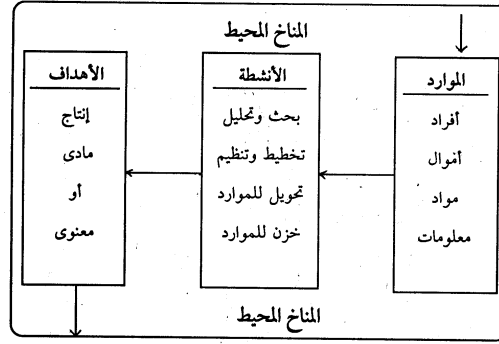 المناخ المحيط
الموارد
أفراد
أموال
مواد
معلومات
الأنشطة
بحث وتحليل
تخطيط وتنظيم
تحويل للموارد
خزن للموارد
الأهداف
إنتاج
مادى
أو
معنوى
المناخ المحيط